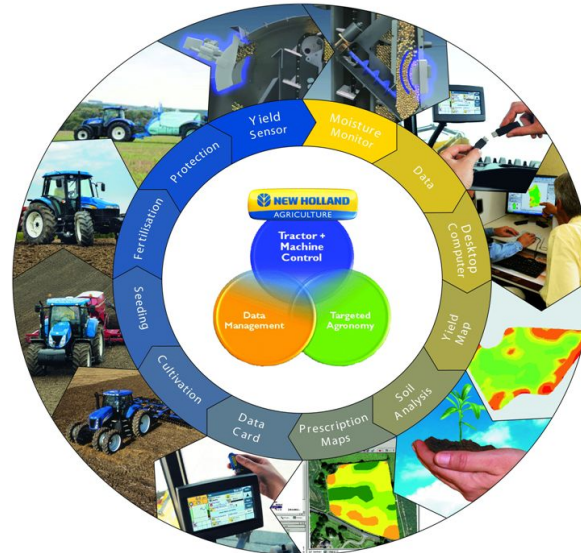 Yield
Sensor
Moisture
Monitor
Data
Desktop
Computer
Yield
Map
Soil
Analysis
Prescription
Maps
Data
Card
Cultivation
Seeding
Fertilisation
Protection
NEW HOLLAND
AGRICULTURE
Tractor +
Machine
Control
Data
Management
Targeted
Agronomy